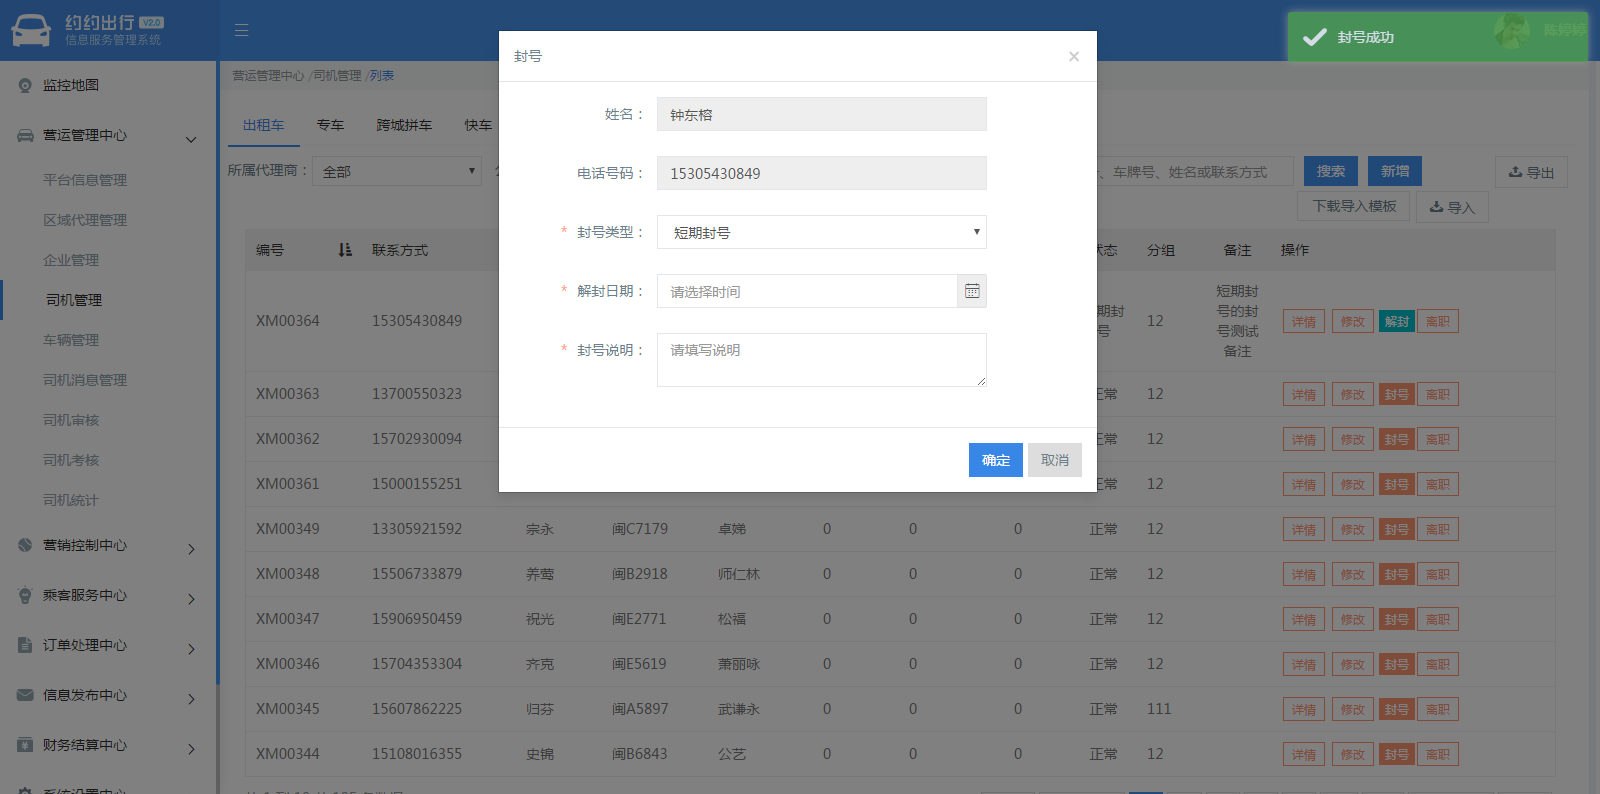 约约出行 V2.0
信息服务管理系统
封号成功
陈婷婷
监控地图
营运管理中心
平台信息管理
区域代理管理
企业管理
司机管理
车辆管理
司机消息管理
司机审核
司机考核
司机统计
营销控制中心
乘客服务中心
订单处理中心
信息发布中心
财务结算中心
系统设置中心
营运管理中心 /司机管理 /列表
出租车 专车 跨城拼车 快车
所属代理商： 全部
、车牌号、姓名或联系方式 搜索 新增 导出
下载导入模板 导入
封号 ×
姓名： 钟东榕
电话号码： 15305430849
* 封号类型： 短期封号
* 解封日期： 请选择时间
* 封号说明： 请填写说明
确定 取消
编号 联系方式 状态 分组 备注 操作
XM00364 15305430849 期封号 12 短期封号的封号测试备注 详情 修改 解封 离职
XM00363 13700550323 正常 12 详情 修改 封号 离职
XM00362 15702930094 正常 12 详情 修改 封号 离职
XM00361 15000155251 正常 12 详情 修改 封号 离职
XM00349 13305921592 宗永 闽C7179 卓娣 0 0 0 正常 12 详情 修改 封号 离职
XM00348 15506733879 养莺 闽B2918 师仁林 0 0 0 正常 12 详情 修改 封号 离职
XM00347 15906950459 祝光 闽E2771 松福 0 0 0 正常 12 详情 修改 封号 离职
XM00346 15704353304 齐克 闽E5619 萧丽咏 0 0 0 正常 12 详情 修改 封号 离职
XM00345 15607862225 归芬 闽A5897 武谦永 0 0 0 正常 111 详情 修改 封号 离职
XM00344 15108016355 史锦 闽B6843 公艺 0 0 0 正常 12 详情 修改 封号 离职